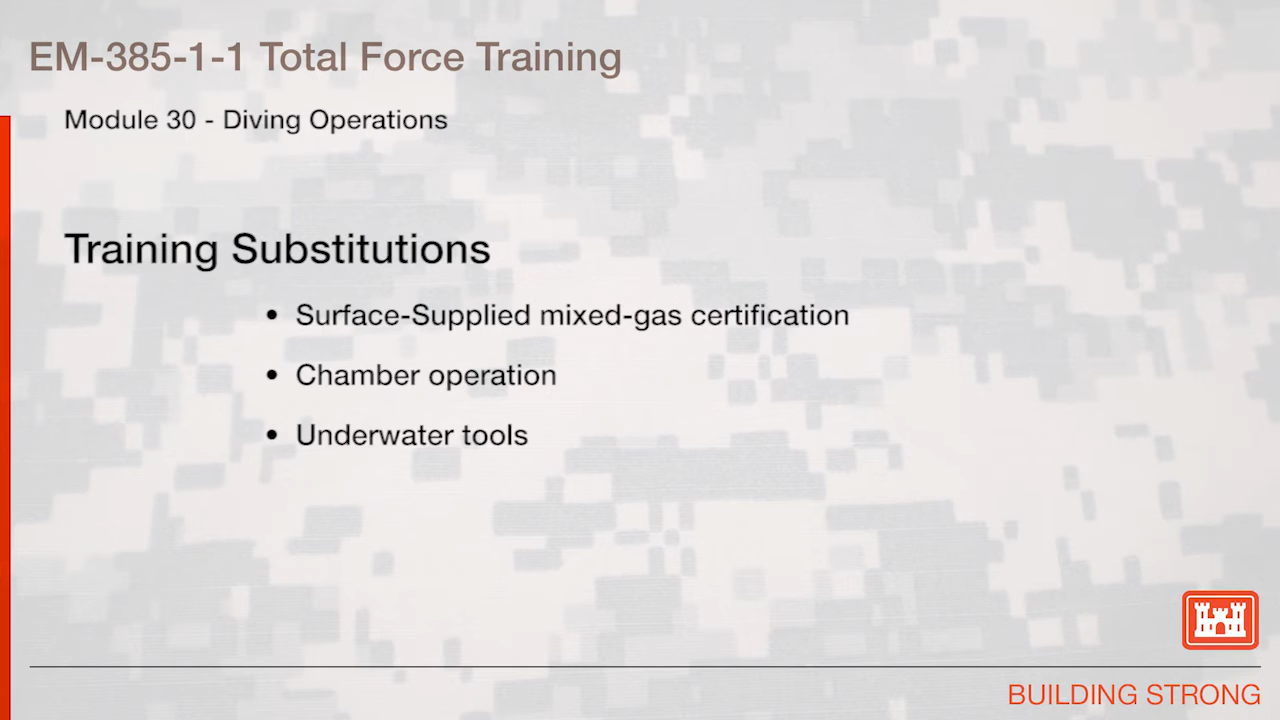 EM-385-1-1 Total Force Training
Module 30 - Diving Operations
Training Substitutions
• Surface-Supplied mixed-gas certification
• Chamber operation
• Underwater tools
BUILDING STRONG